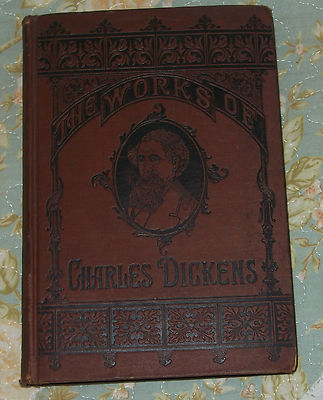 THE WORKS OF
CHARLES DICKENS